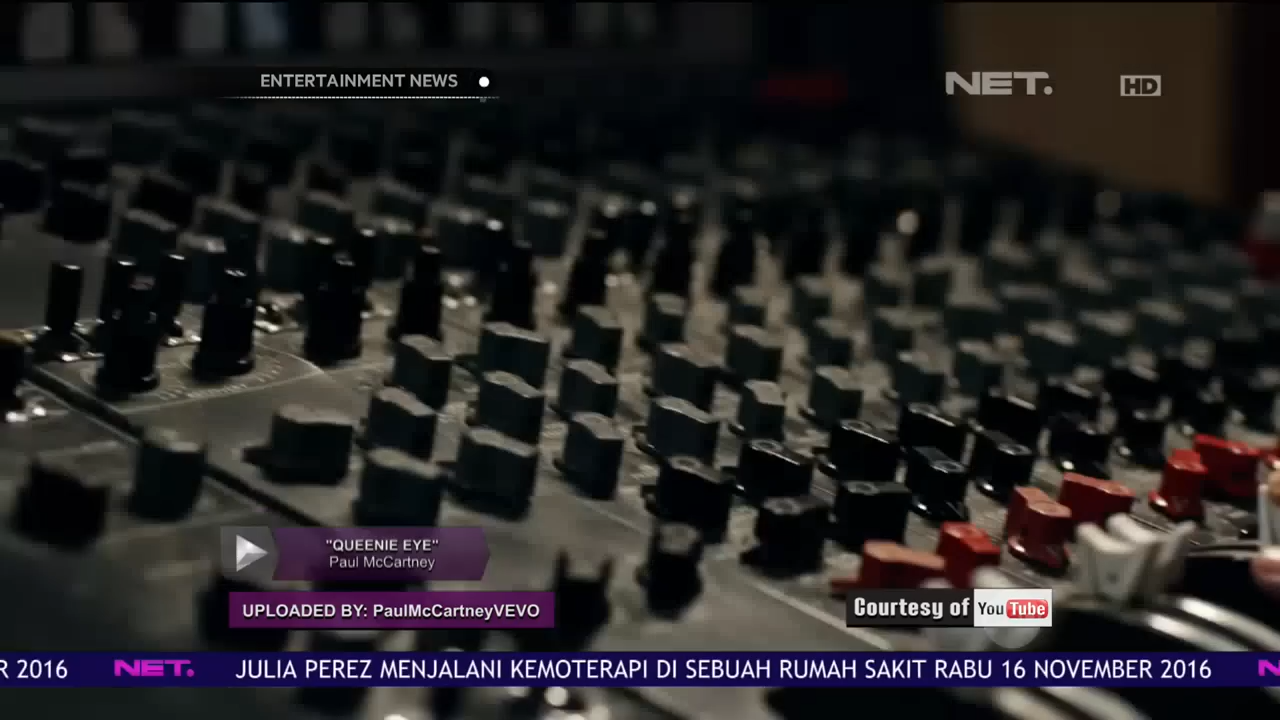 ENTERTAINMENT NEWS
NET.
HD
"QUEENIE EYE"
Paul McCartney
UPLOADED BY: PaulMcCartneyVEVO
Courtesy of YouTube
R 2016 NET. JULIA PEREZ MENJALANI KEMOTERAPI DI SEBUAH RUMAH SAKIT RABU 16 NOVEMBER 2016 N